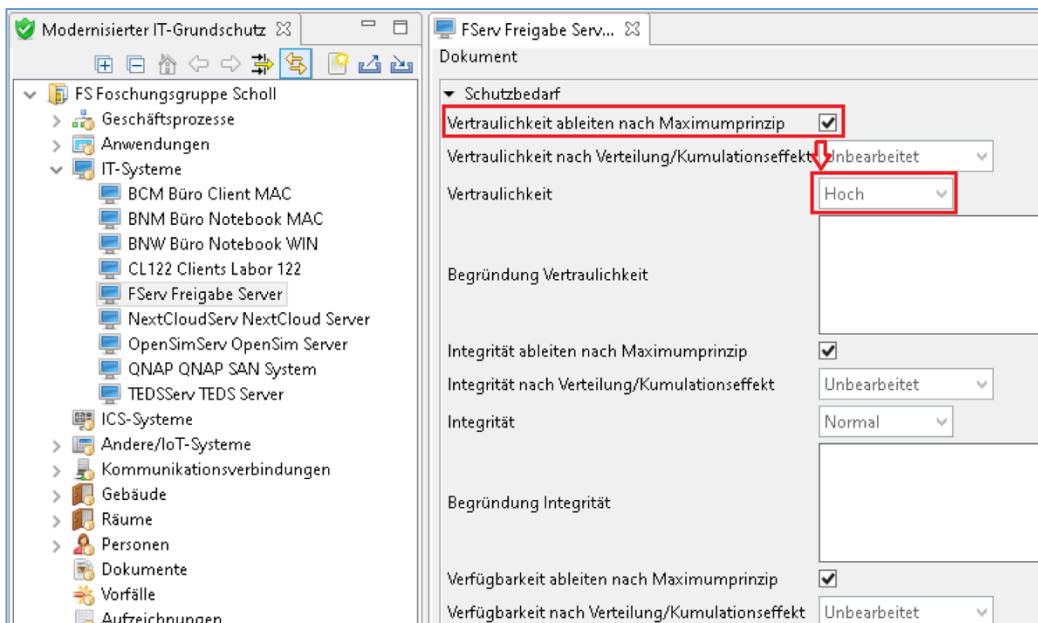 Modernisierter IT-Grundschutz
FS Foschungsgruppe Scholl
Geschäftsprozesse
Anwendungen
IT-Systeme
BCM Büro Client MAC
BNM Büro Notebook MAC
BNW Büro Notebook WIN
CL122 Clients Labor 122
FServ Freigabe Server
NextCloudServ NextCloud Server
OpenSimServ OpenSim Server
QNAP QNAP SAN System
TEDSServ TEDS Server
ICS-Systeme
Andere/IoT-Systeme
Kommunikationsverbindungen
Gebäude
Räume
Personen
Dokumente
Vorfälle
Aufzeichnungen
FServ Freigabe Serv...
Dokument
Schutzbedarf
Vertraulichkeit ableiten nach Maximumprinzip
Vertraulichkeit nach Verteilung/Kumulationseffekt Unbearbeitet
Vertraulichkeit Hoch
Begründung Vertraulichkeit
Integrität ableiten nach Maximumprinzip
Integrität nach Verteilung/Kumulationseffekt Unbearbeitet
Integrität Normal
Begründung Integrität
Verfügbarkeit ableiten nach Maximumprinzip
Verfügbarkeit nach Verteilung/Kumulationseffekt Unbearbeitet